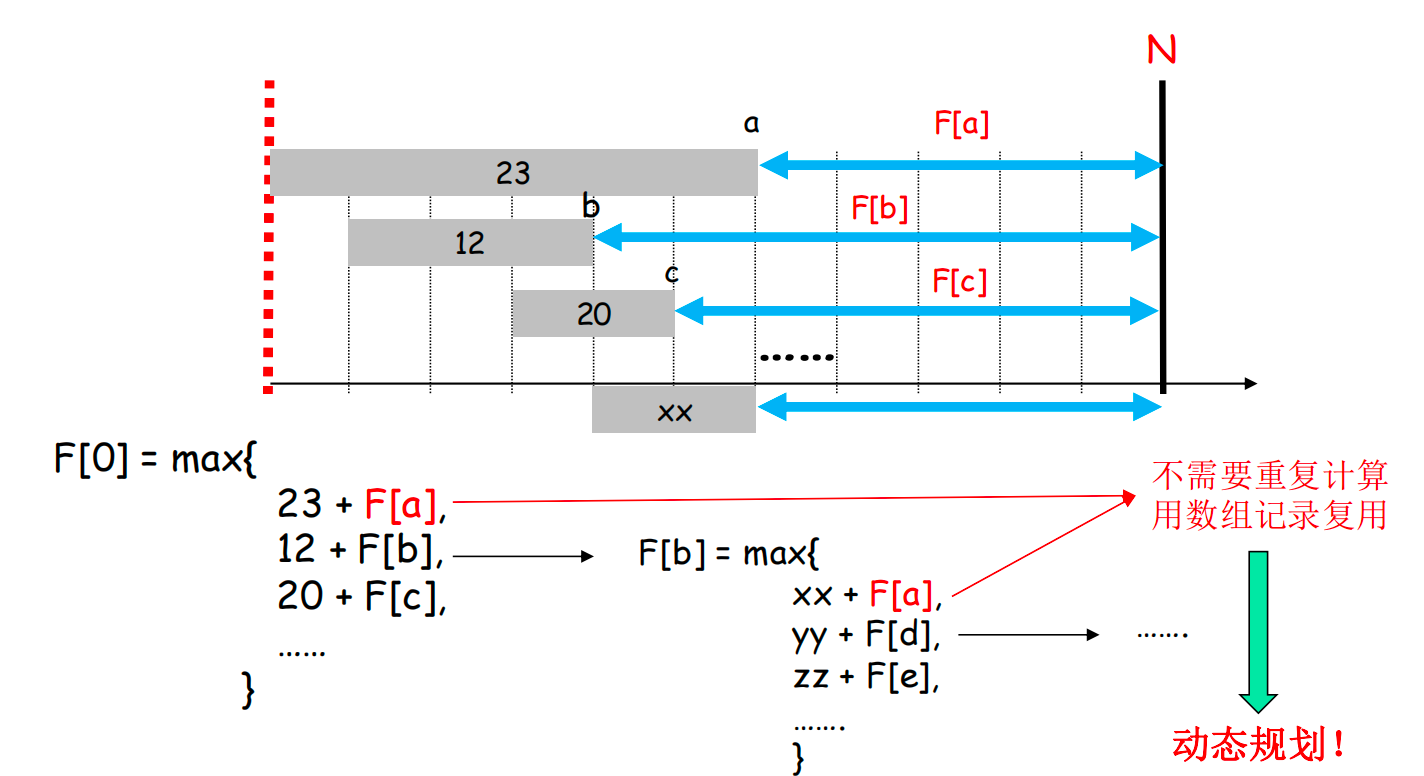 N
a
F[a]
23
b
F[b]
12
c
F[c]
20
......
xx
F[0] = max{
23 + F[a],
12 + F[b],
20 + F[c],
……
}
F[b] = max{
xx + F[a],
yy + F[d],
zz + F[e],
…….
}
…….
不需要重复计算
用数组记录复用
动态规划！